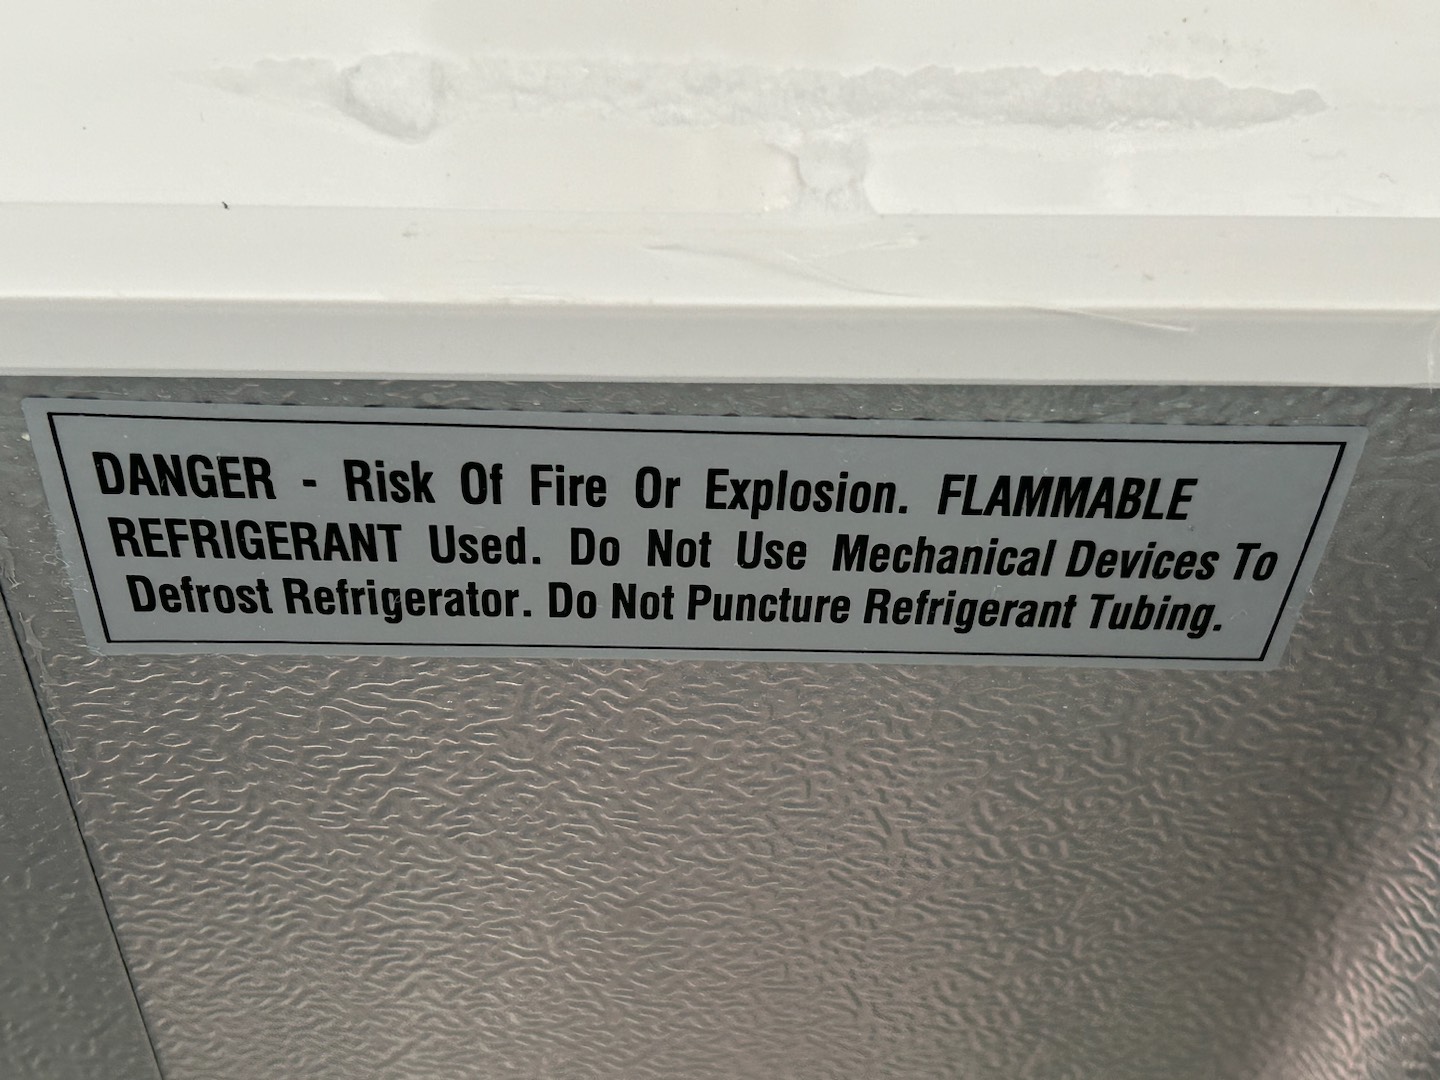 DANGER - Risk Of Fire Or Explosion. FLAMMABLE
REFRIGERANT Used. Do Not Use Mechanical Devices To
Defrost Refrigerator. Do Not Puncture Refrigerant Tubing.